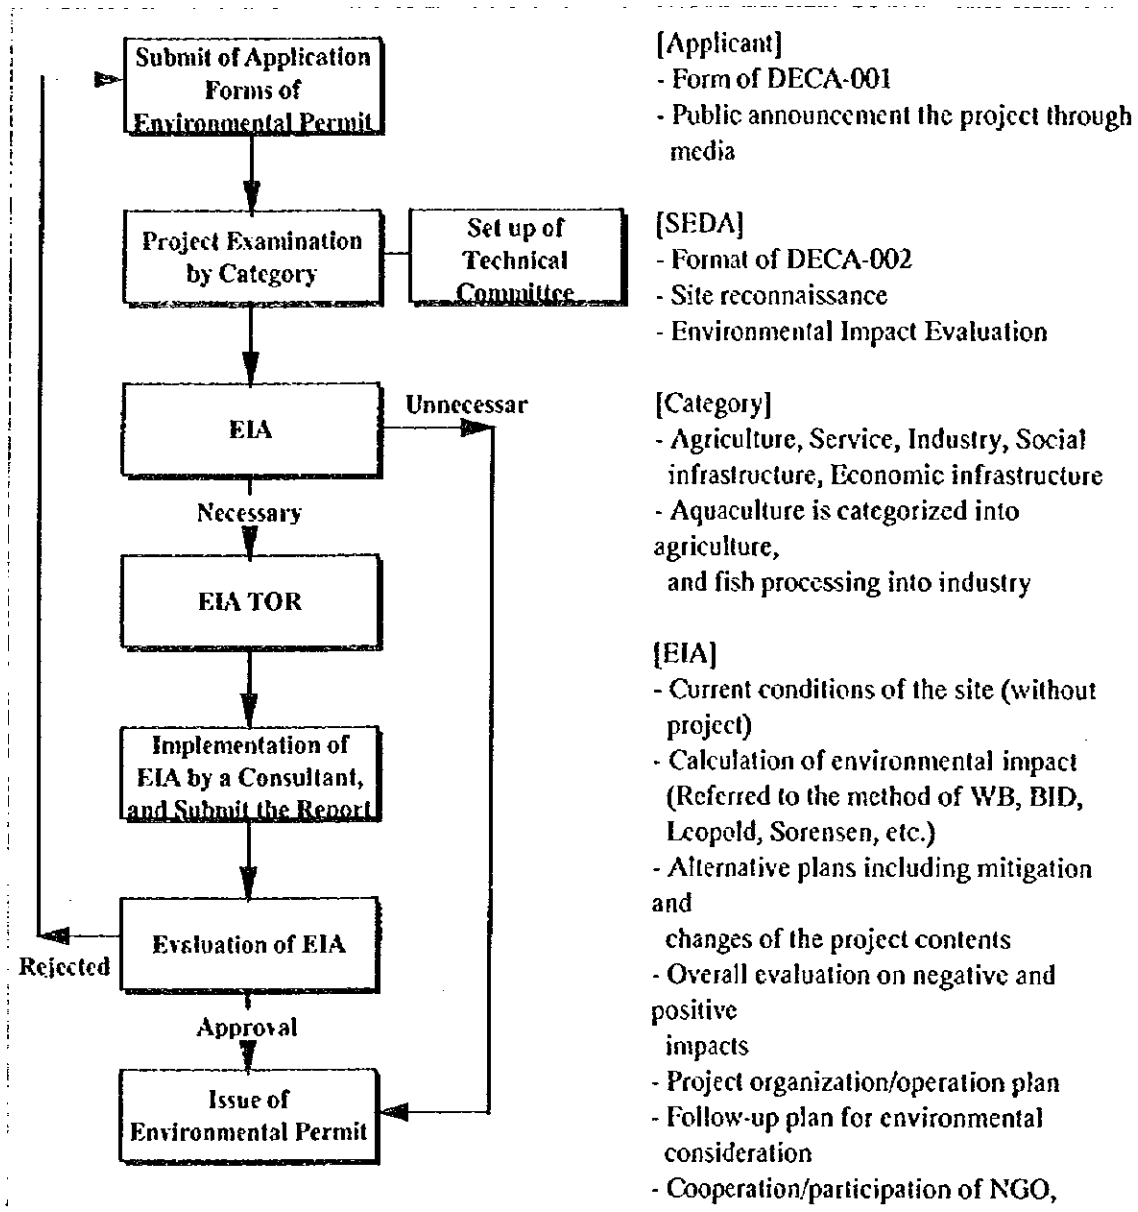 Submit of Application
Forms of
Environmental Permit
Project Examination
by Category
Set up of
Technical
Committee
EIA
Unnecessar
Necessary
EIA TOR
Implementation of
EIA by a Consultant,
and Submit the Report
Evaluation of EIA
Rejected
Approval
Issue of
Environmental Permit
[Applicant]
- Form of DECA-001
- Public announcement the project through
media
[SEDA]
- Format of DECA-002
- Site reconnaissance
- Environmental Impact Evaluation
[Category]
- Agriculture, Service, Industry, Social
infrastructure, Economic infrastructure
- Aquaculture is categorized into
agriculture,
and fish processing into industry
[EIA]
- Current conditions of the site (without
project)
- Calculation of environmental impact
(Referred to the method of WB, BID,
Leopold, Sorensen, etc.)
- Alternative plans including mitigation
and
changes of the project contents
- Overall evaluation on negative and
positive
impacts
- Project organization/operation plan
- Follow-up plan for environmental
consideration
- Cooperation/participation of NGO,